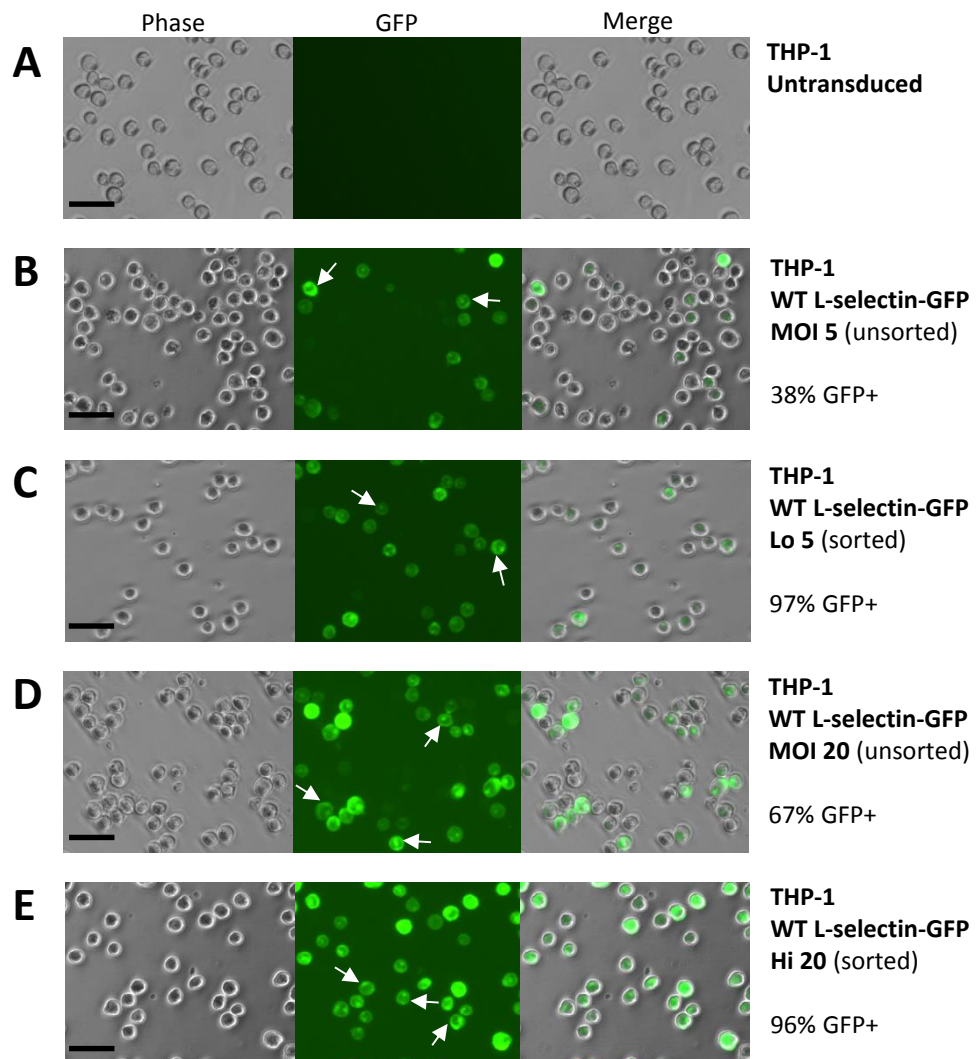 Phase GFP Merge
A
THP-1
Untransduced
B
THP-1
WT L-selectin-GFP
MOI 5 (unsorted)
38% GFP+
C
THP-1
WT L-selectin-GFP
Lo 5 (sorted)
97% GFP+
D
THP-1
WT L-selectin-GFP
MOI 20 (unsorted)
67% GFP+
E
THP-1
WT L-selectin-GFP
Hi 20 (sorted)
96% GFP+